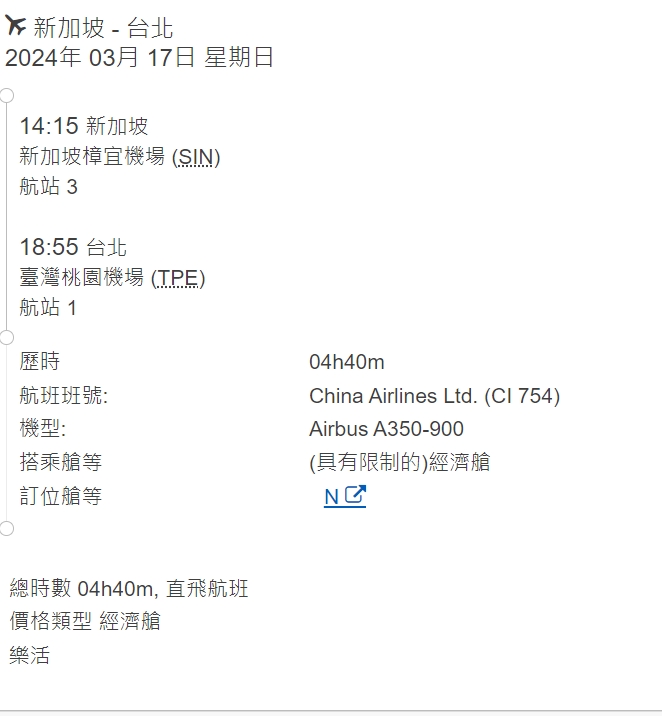 新加坡 - 台北
2024年 03月 17日 星期日
14:15 新加坡
新加坡樟宜機場 (SIN)
航站 3
18:55 台北
臺灣桃園機場 (TPE)
航站 1
歷時 04h40m
航班班號: China Airlines Ltd. (CI 754)
機型: Airbus A350-900
搭乘艙等 (具有限制的)經濟艙
訂位艙等 N
總時數 04h40m, 直飛航班
價格類型 經濟艙
樂活